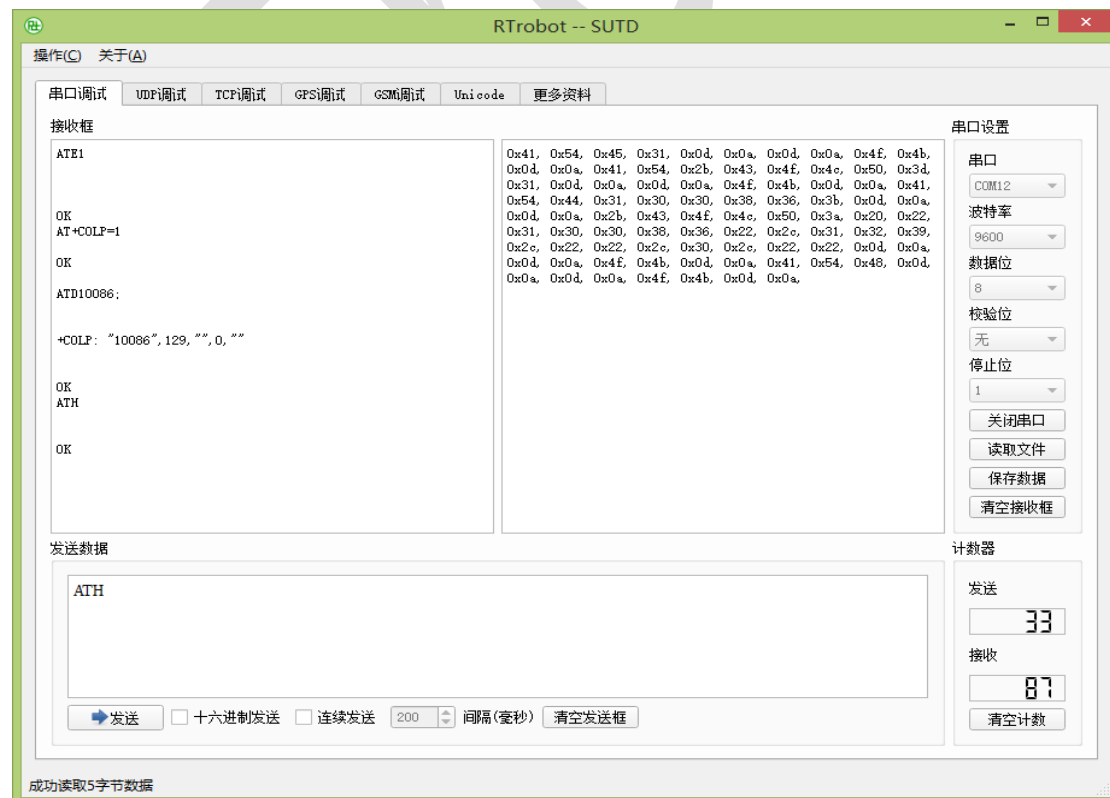 RTrobot -- SUTD
操作(C) 关于(A)
串口调试 UDP调试 TCP调试 GPS调试 GSM调试 Unicode 更多资料
接收框
ATE1
OK
AT+COLP=1
OK
ATD10086;
+COLP: "10086",129,"",0,""
OK
ATH
OK
0x41, 0x54, 0x45, 0x31, 0x0d, 0x0a, 0x0d, 0x0a, 0x4f, 0x4b,
0x0d, 0x0a, 0x41, 0x54, 0x2b, 0x43, 0x4f, 0x4c, 0x50, 0x3d,
0x31, 0x0d, 0x0a, 0x0d, 0x0a, 0x4f, 0x4b, 0x0d, 0x0a, 0x41,
0x54, 0x44, 0x31, 0x30, 0x30, 0x38, 0x36, 0x3b, 0x0d, 0x0a,
0x0d, 0x0a, 0x2b, 0x43, 0x4f, 0x4c, 0x50, 0x3a, 0x20, 0x22,
0x31, 0x30, 0x30, 0x38, 0x36, 0x22, 0x2c, 0x31, 0x32, 0x39,
0x2c, 0x22, 0x22, 0x2c, 0x30, 0x2c, 0x22, 0x22, 0x0d, 0x0a,
0x0d, 0x0a, 0x4f, 0x4b, 0x0d, 0x0a, 0x41, 0x54, 0x48, 0x0d,
0x0a, 0x0d, 0x0a, 0x4f, 0x4b, 0x0d, 0x0a,
串口设置
串口
COM12
波特率
9600
数据位
8
校验位
无
停止位
1
关闭串口
读取文件
保存数据
清空接收框
发送数据
ATH
发送 十六进制发送 连续发送 200 间隔(毫秒) 清空发送框
计数器
发送
33
接收
87
清空计数
成功读取5字节数据